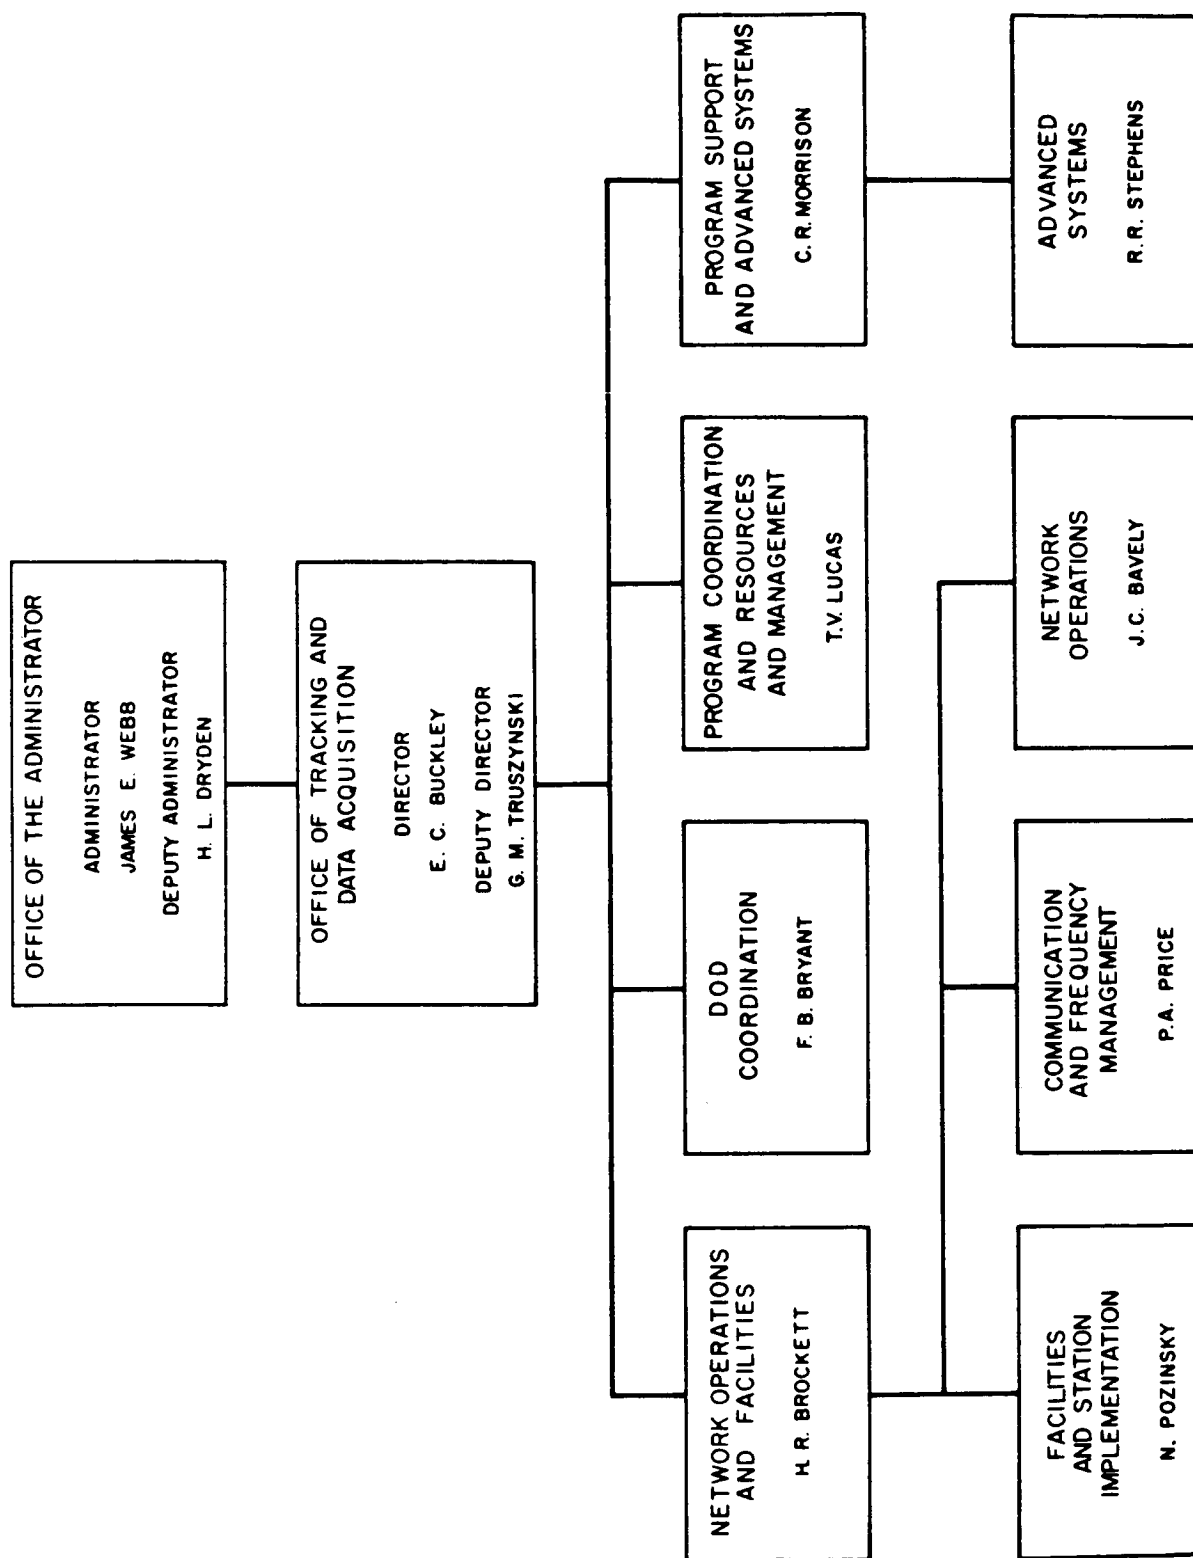 OFFICE OF THE ADMINISTRATOR
ADMINISTRATOR
JAMES E. WEBB
DEPUTY ADMINISTRATOR
H. L. DRYDEN
OFFICE OF TRACKING AND
DATA ACQUISITION
DIRECTOR
E. C. BUCKLEY
DEPUTY DIRECTOR
G. M. TRUSZYNSKI
NETWORK OPERATIONS
AND FACILITIES
H. R. BROCKETT
DOD
COORDINATION
F. B. BRYANT
PROGRAM COORDINATION
AND RESOURCES
AND MANAGEMENT
T.V. LUCAS
PROGRAM SUPPORT
AND ADVANCED SYSTEMS
C. R. MORRISON
FACILITIES
AND STATION
IMPLEMENTATION
N. POZINSKY
COMMUNICATION
AND FREQUENCY
MANAGEMENT
P.A. PRICE
NETWORK
OPERATIONS
J.C. BAVELY
ADVANCED
SYSTEMS
R.R. STEPHENS